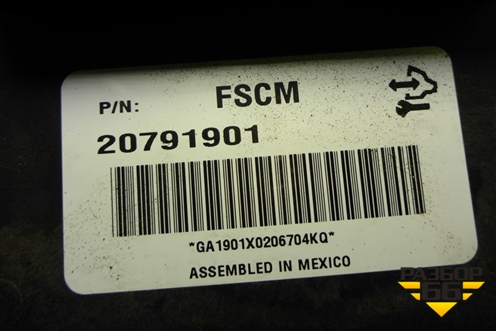 P/N: FSCM
20791901
*GA1901X0206704KQ*
ASSEMBLED IN MEXICO
РАЗБОР
66